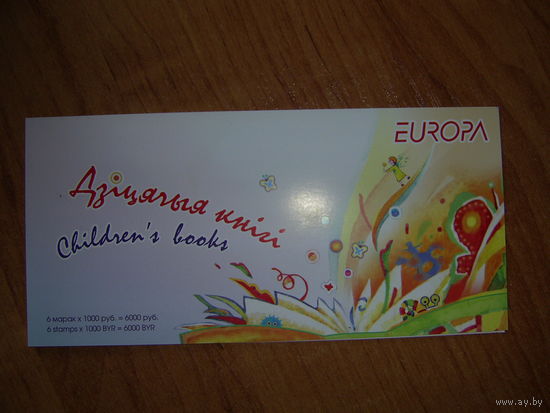 EUROPA
Дзіцячыя кнігі
Children's books
6 марак х 1000 руб. = 6000 руб.
6 stamps x 1000 BYR = 6000 BYR
© www.ay.by